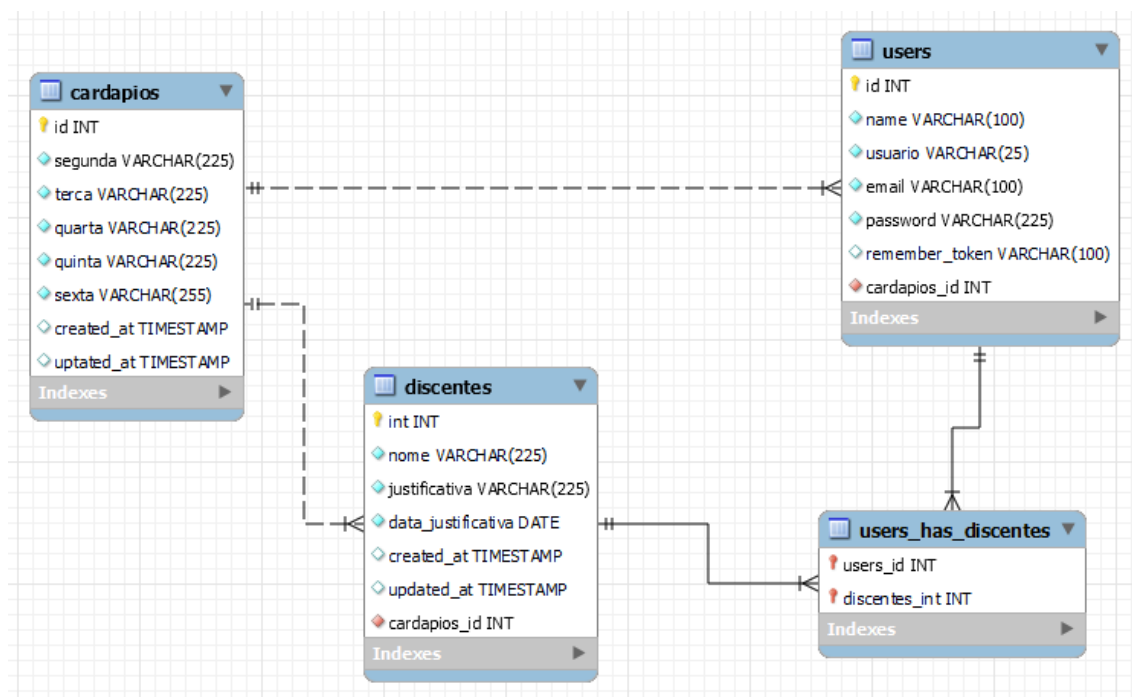 cardapios
id INT
segunda VARCHAR(225)
terca VARCHAR(225)
quarta VARCHAR(225)
quinta VARCHAR(225)
sexta VARCHAR(255)
created_at TIMESTAMP
uptated_at TIMESTAMP
Indexes
users
id INT
name VARCHAR(100)
usuario VARCHAR(25)
email VARCHAR(100)
password VARCHAR(225)
remember_token VARCHAR(100)
cardapios_id INT
Indexes
discentes
int INT
nome VARCHAR(225)
justificativa VARCHAR(225)
data_justificativa DATE
created_at TIMESTAMP
updated_at TIMESTAMP
cardapios_id INT
Indexes
users_has_discentes
users_id INT
discentes_int INT
Indexes